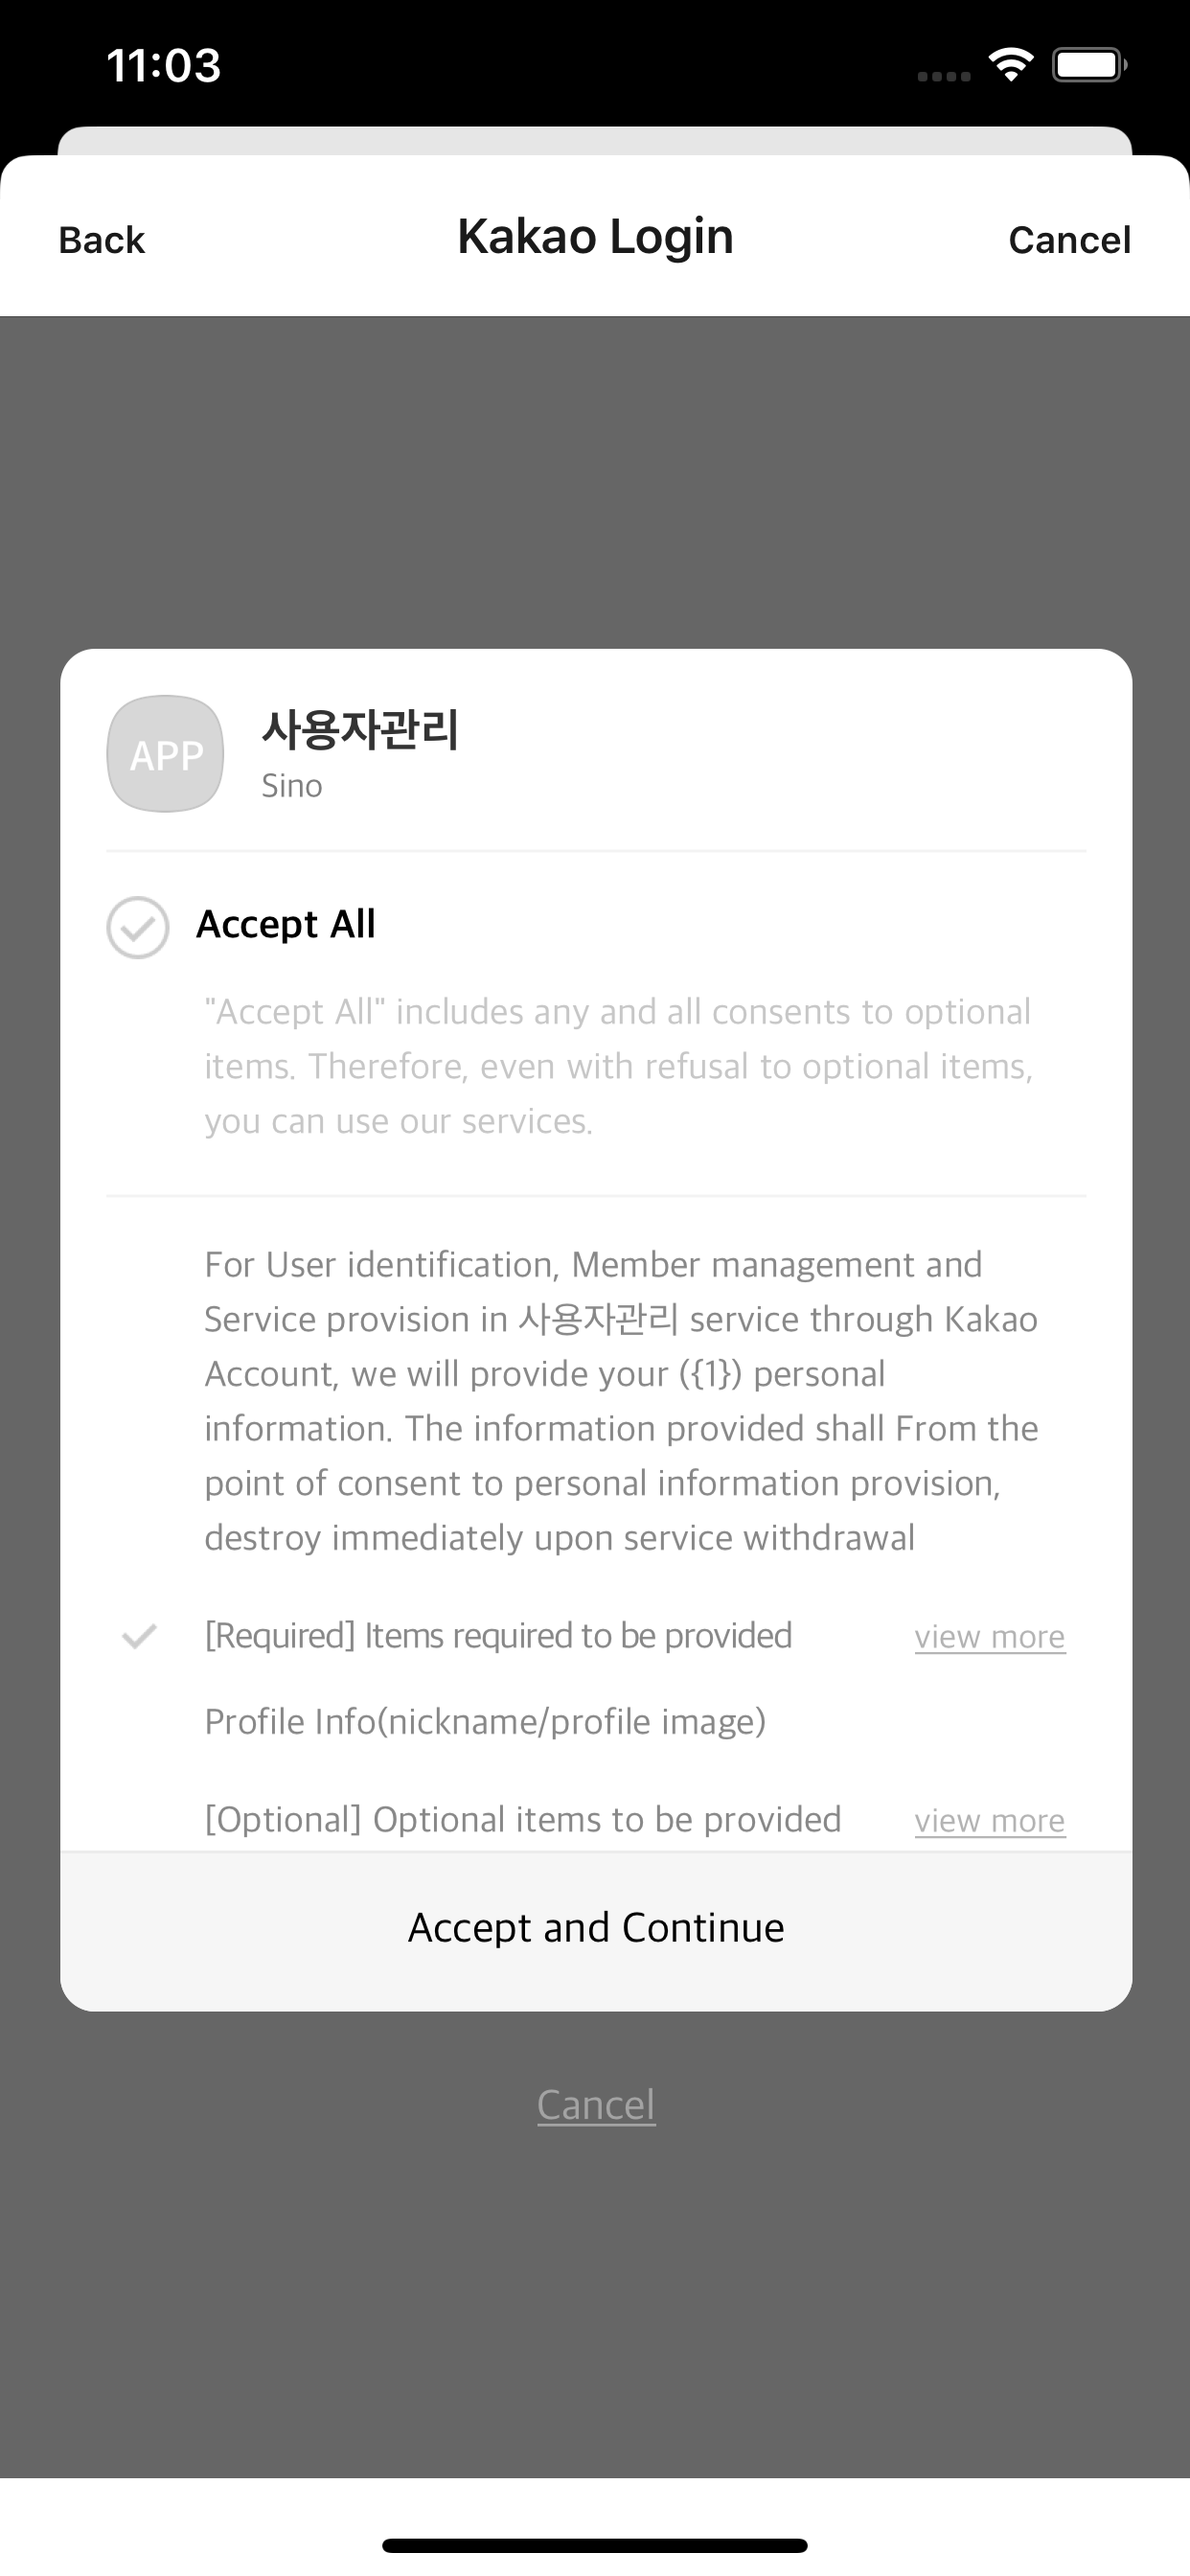 11:03
Back
Kakao Login
Cancel
APP
사용자관리
Sino
Accept All
"Accept All" includes any and all consents to optional
items. Therefore, even with refusal to optional items,
you can use our services.
For User identification, Member management and
Service provision in 사용자관리 service through Kakao
Account, we will provide your ({1}) personal
information. The information provided shall From the
point of consent to personal information provision,
destroy immediately upon service withdrawal
[Required] Items required to be provided view more
Profile Info(nickname/profile image)
[Optional] Optional items to be provided view more
Accept and Continue
Cancel